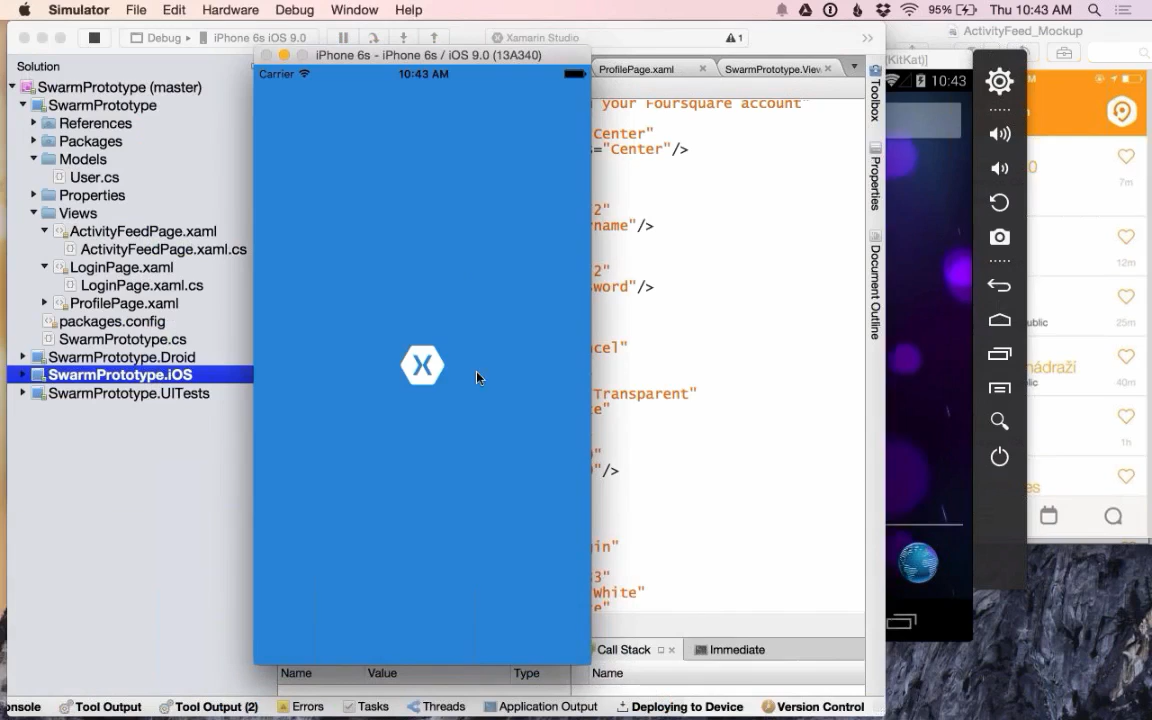 Simulator File Edit Hardware Debug Window Help 95% Thu 10:43 AM
Debug iPhone 6s iOS 9.0 Xamarin Studio 1 ActivityFeed_Mockup
iPhone 6s - iPhone 6s / iOS 9.0 (13A340)
(KitKat)]
Solution
Carrier 10:43 AM
ProfilePage.xaml
SwarmPrototype.View
10:43
Toolbox
Properties
Document Outline
SwarmPrototype (master)
SwarmPrototype
References
Packages
Models
User.cs
Properties
Views
ActivityFeedPage.xaml
ActivityFeedPage.xaml.cs
LoginPage.xaml
LoginPage.xaml.cs
ProfilePage.xaml
packages.config
SwarmPrototype.cs
SwarmPrototype.Droid
SwarmPrototype.iOS
SwarmPrototype.UITests
your Foursquare account"
Center"
="Center"/>
2"
name"/>
2"
word"/>
cel"
Transparent"
e"
"/>
in"
3"
White"
7m
12m
ublic 25m
nádraží
lic 40m
1h
es
Call Stack Immediate
Name Value Type Name
onsole Tool Output Tool Output (2) Errors Tasks Threads Application Output Deploying to Device Version Control